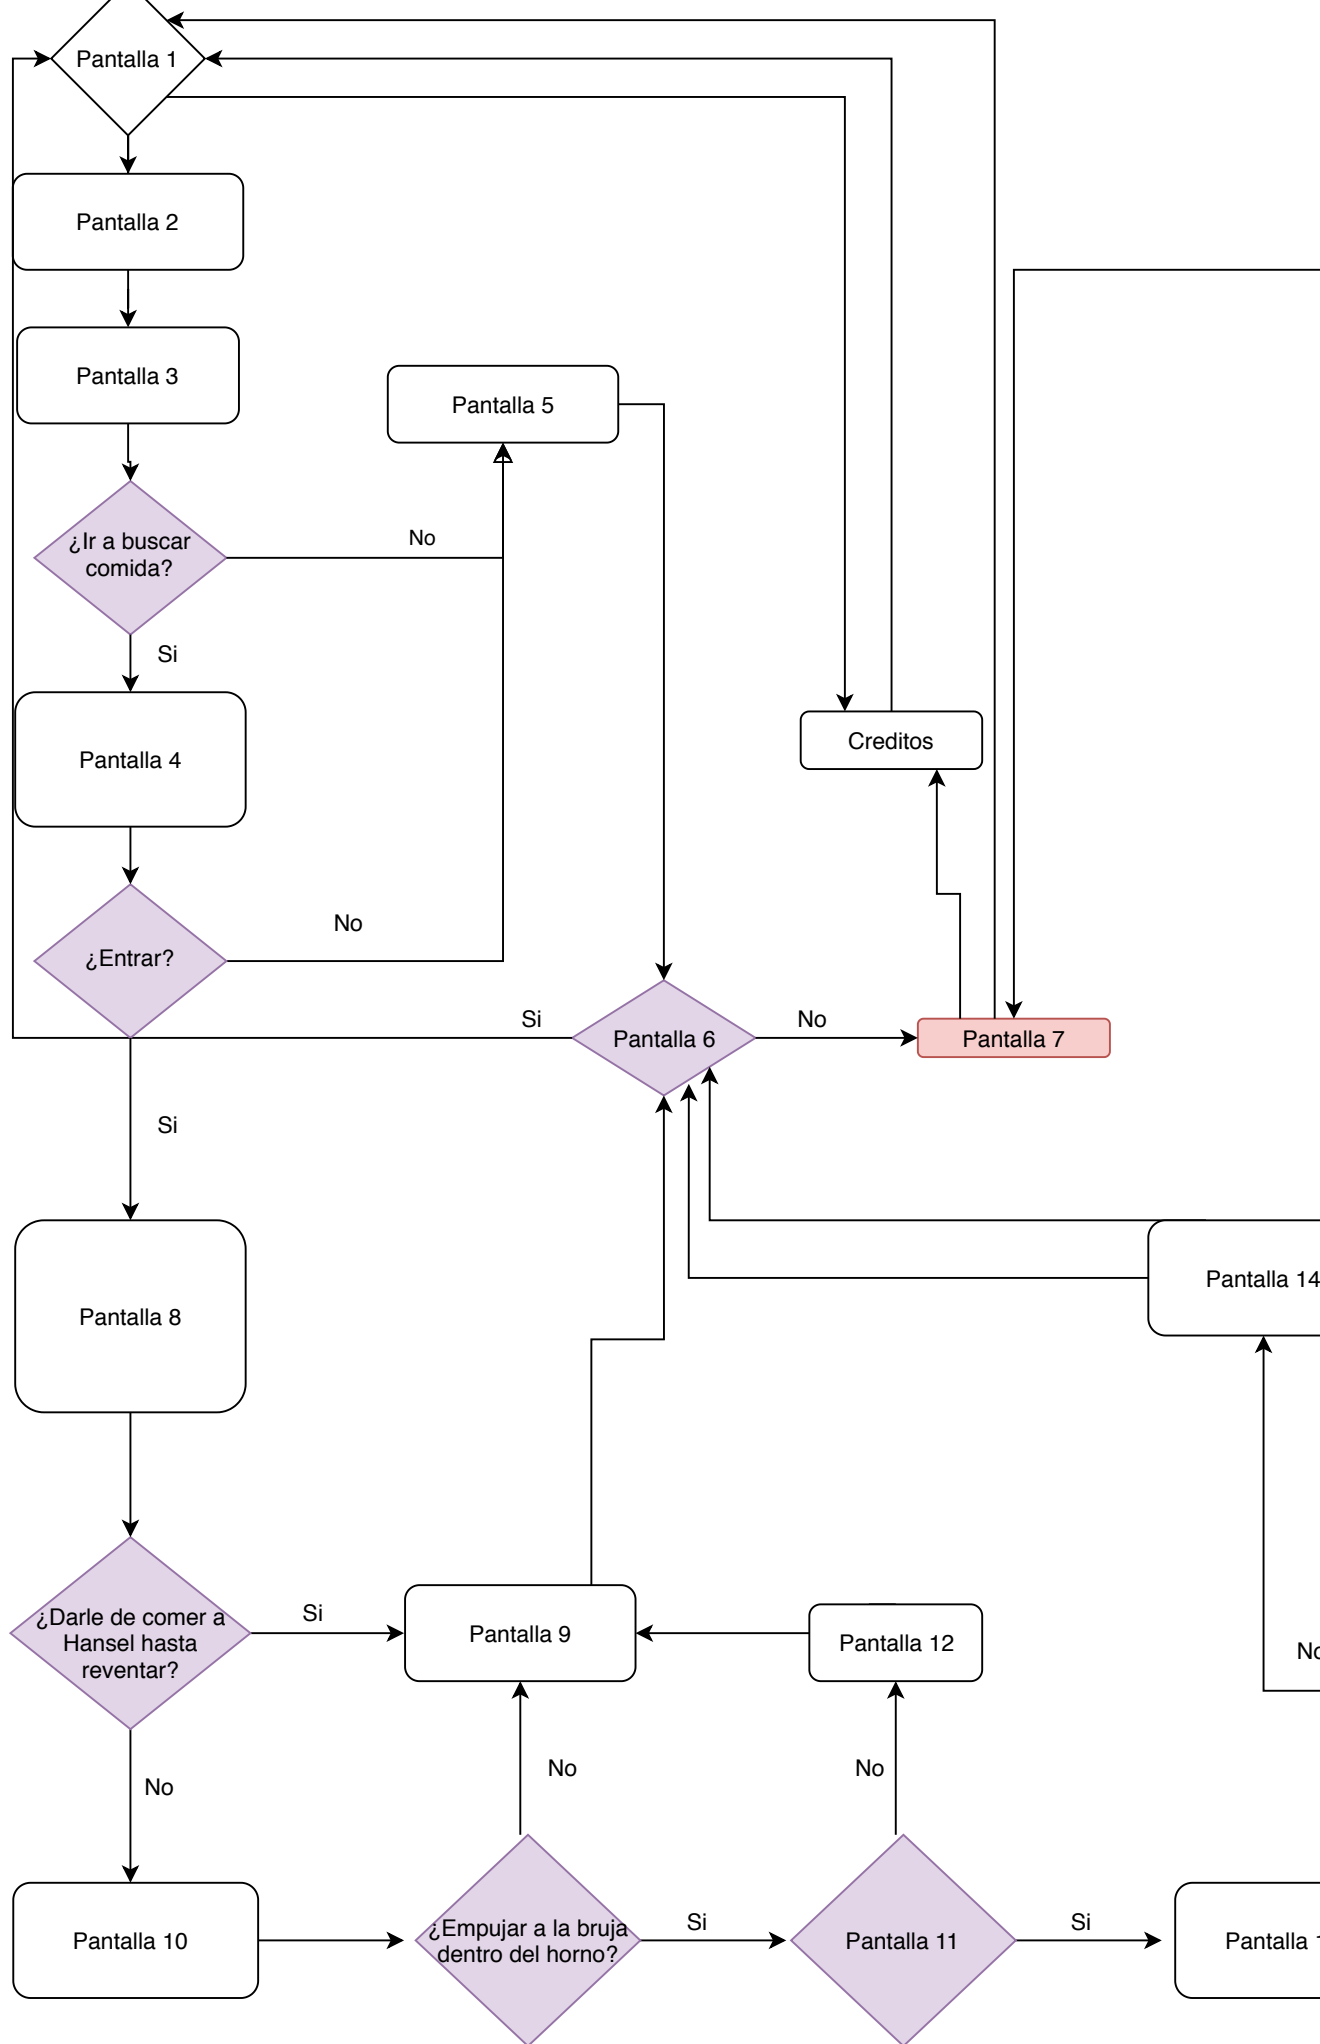 Pantalla 1
Pantalla 2
Pantalla 3
Pantalla 5
¿Ir a buscar
comida?
No
Si
Pantalla 4
Creditos
¿Entrar?
No
Si
Pantalla 6
No
Pantalla 7
Si
Pantalla 8
Pantalla 14
¿Darle de comer a
Hansel hasta
reventar?
Si
Pantalla 9
Pantalla 12
No
No
No
Pantalla 10
¿Empujar a la bruja
dentro del horno?
Si
Pantalla 11
Si
Pantalla